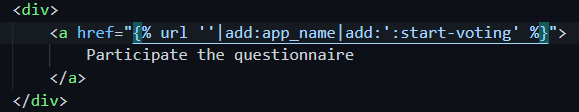 <div>
<a href="{% url ''|add:app_name|add:':start-voting' %}">
Participate the questionnaire
</a>
</div>